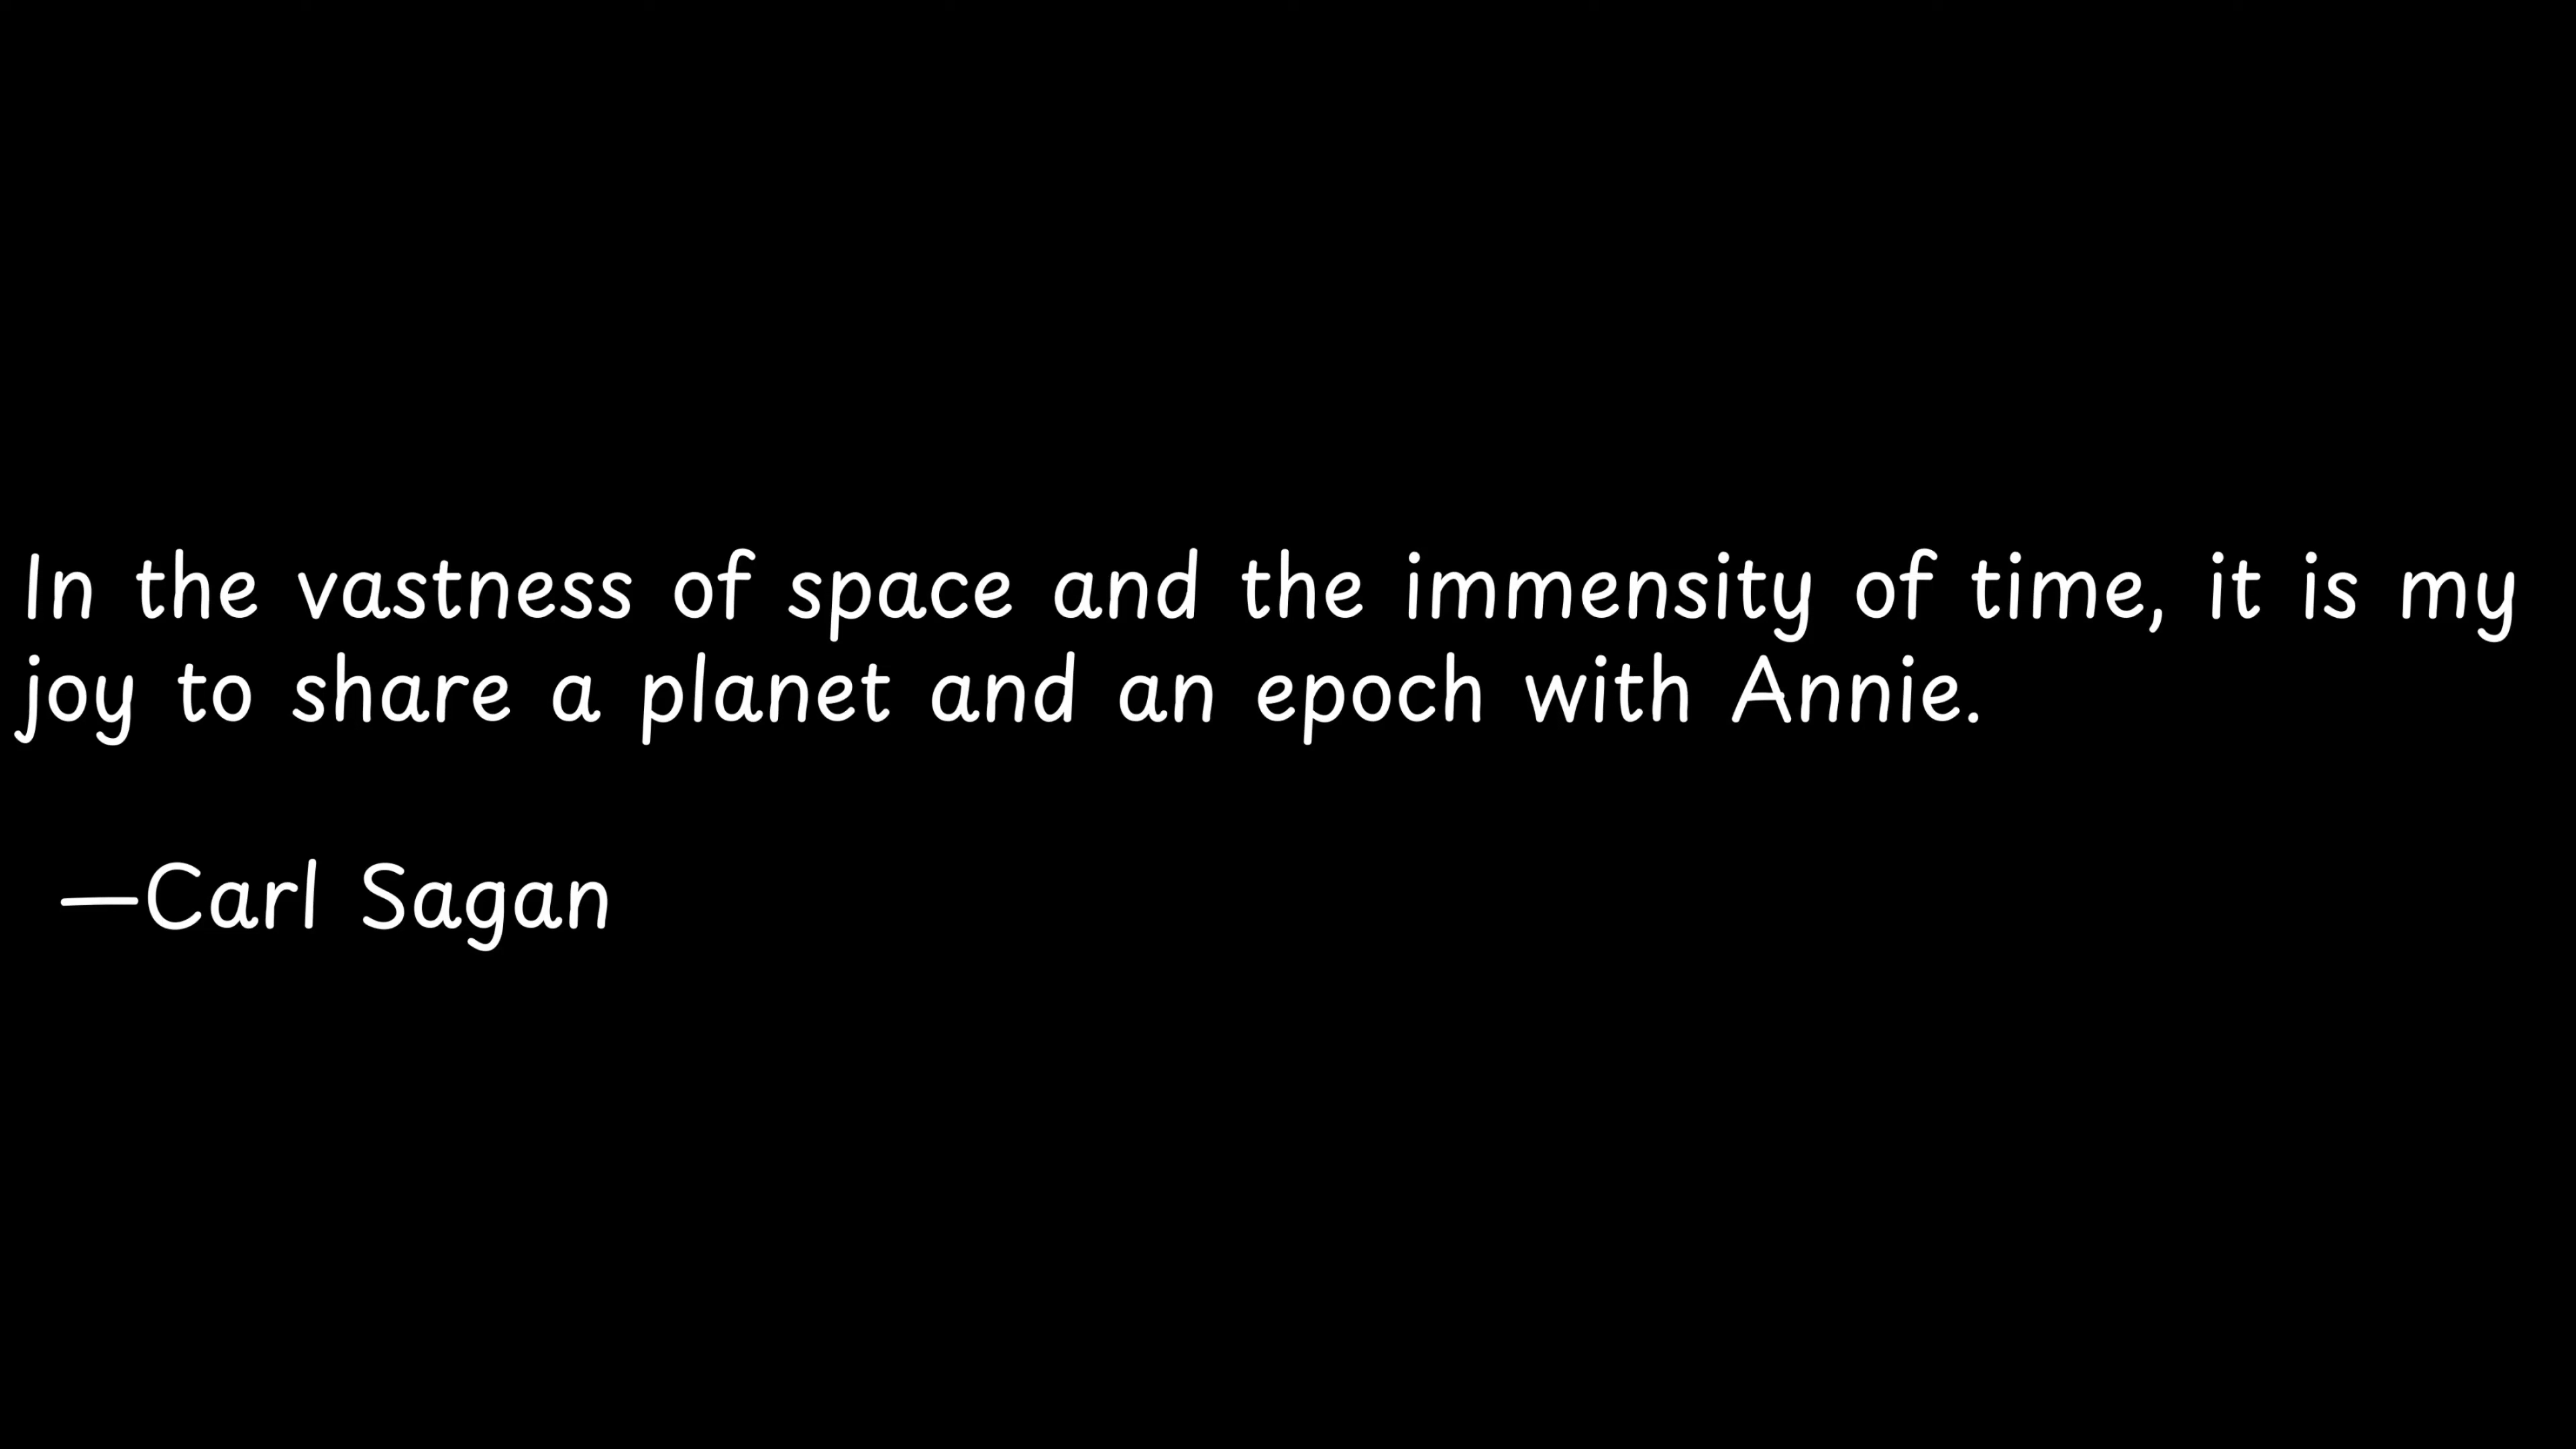 In the vastness of space and the immensity of time, it is my
joy to share a planet and an epoch with Annie.
—Carl Sagan